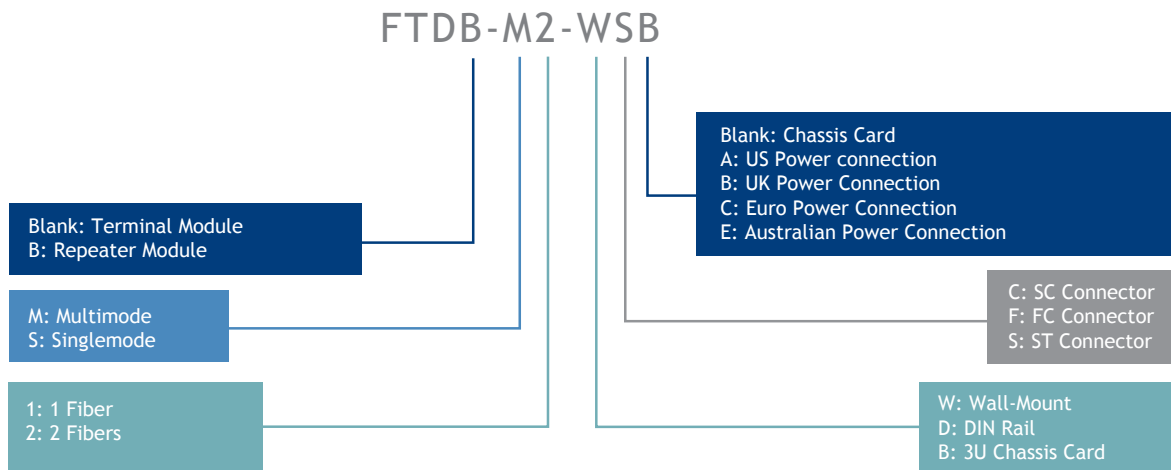 FTDB-M2-WSB
Blank: Chassis Card
A: US Power connection
B: UK Power Connection
C: Euro Power Connection
E: Australian Power Connection
Blank: Terminal Module
B: Repeater Module
C: SC Connector
F: FC Connector
S: ST Connector
M: Multimode
S: Singlemode
1: 1 Fiber
2: 2 Fibers
W: Wall-Mount
D: DIN Rail
B: 3U Chassis Card